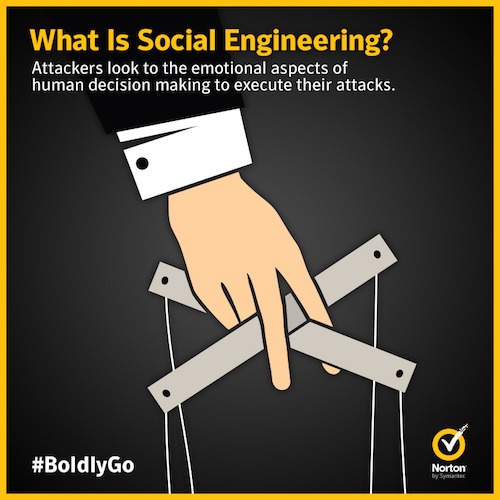 What Is Social Engineering?
Attackers look to the emotional aspects of
human decision making to execute their attacks.
#BoldlyGo
Norton
by Symantec